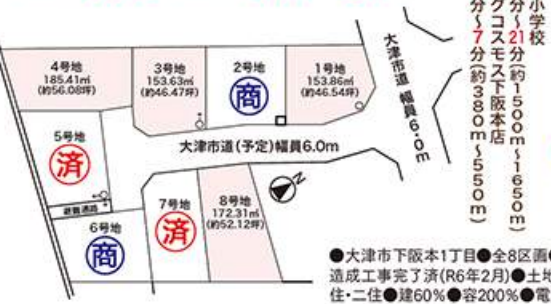 小学校
分～21分(約1500m～1650m)
グコスモス下阪本店
分～7分(約380m～550m)
4号地
185.41㎡
(約56.08坪)
3号地
153.63㎡
(約46.47坪)
2号地
商
1号地
153.86㎡
(約46.54坪)
大津市道 幅員6.0m
5号地
済
大津市道(予定)幅員6.0m
避難通路
6号地
商
7号地
済
8号地
172.31㎡
(約52.12坪)
N
●大津市下阪本1丁目●全8区画●
造成工事完了済(R6年2月)●土地
住・二住●建60%●容200%●電